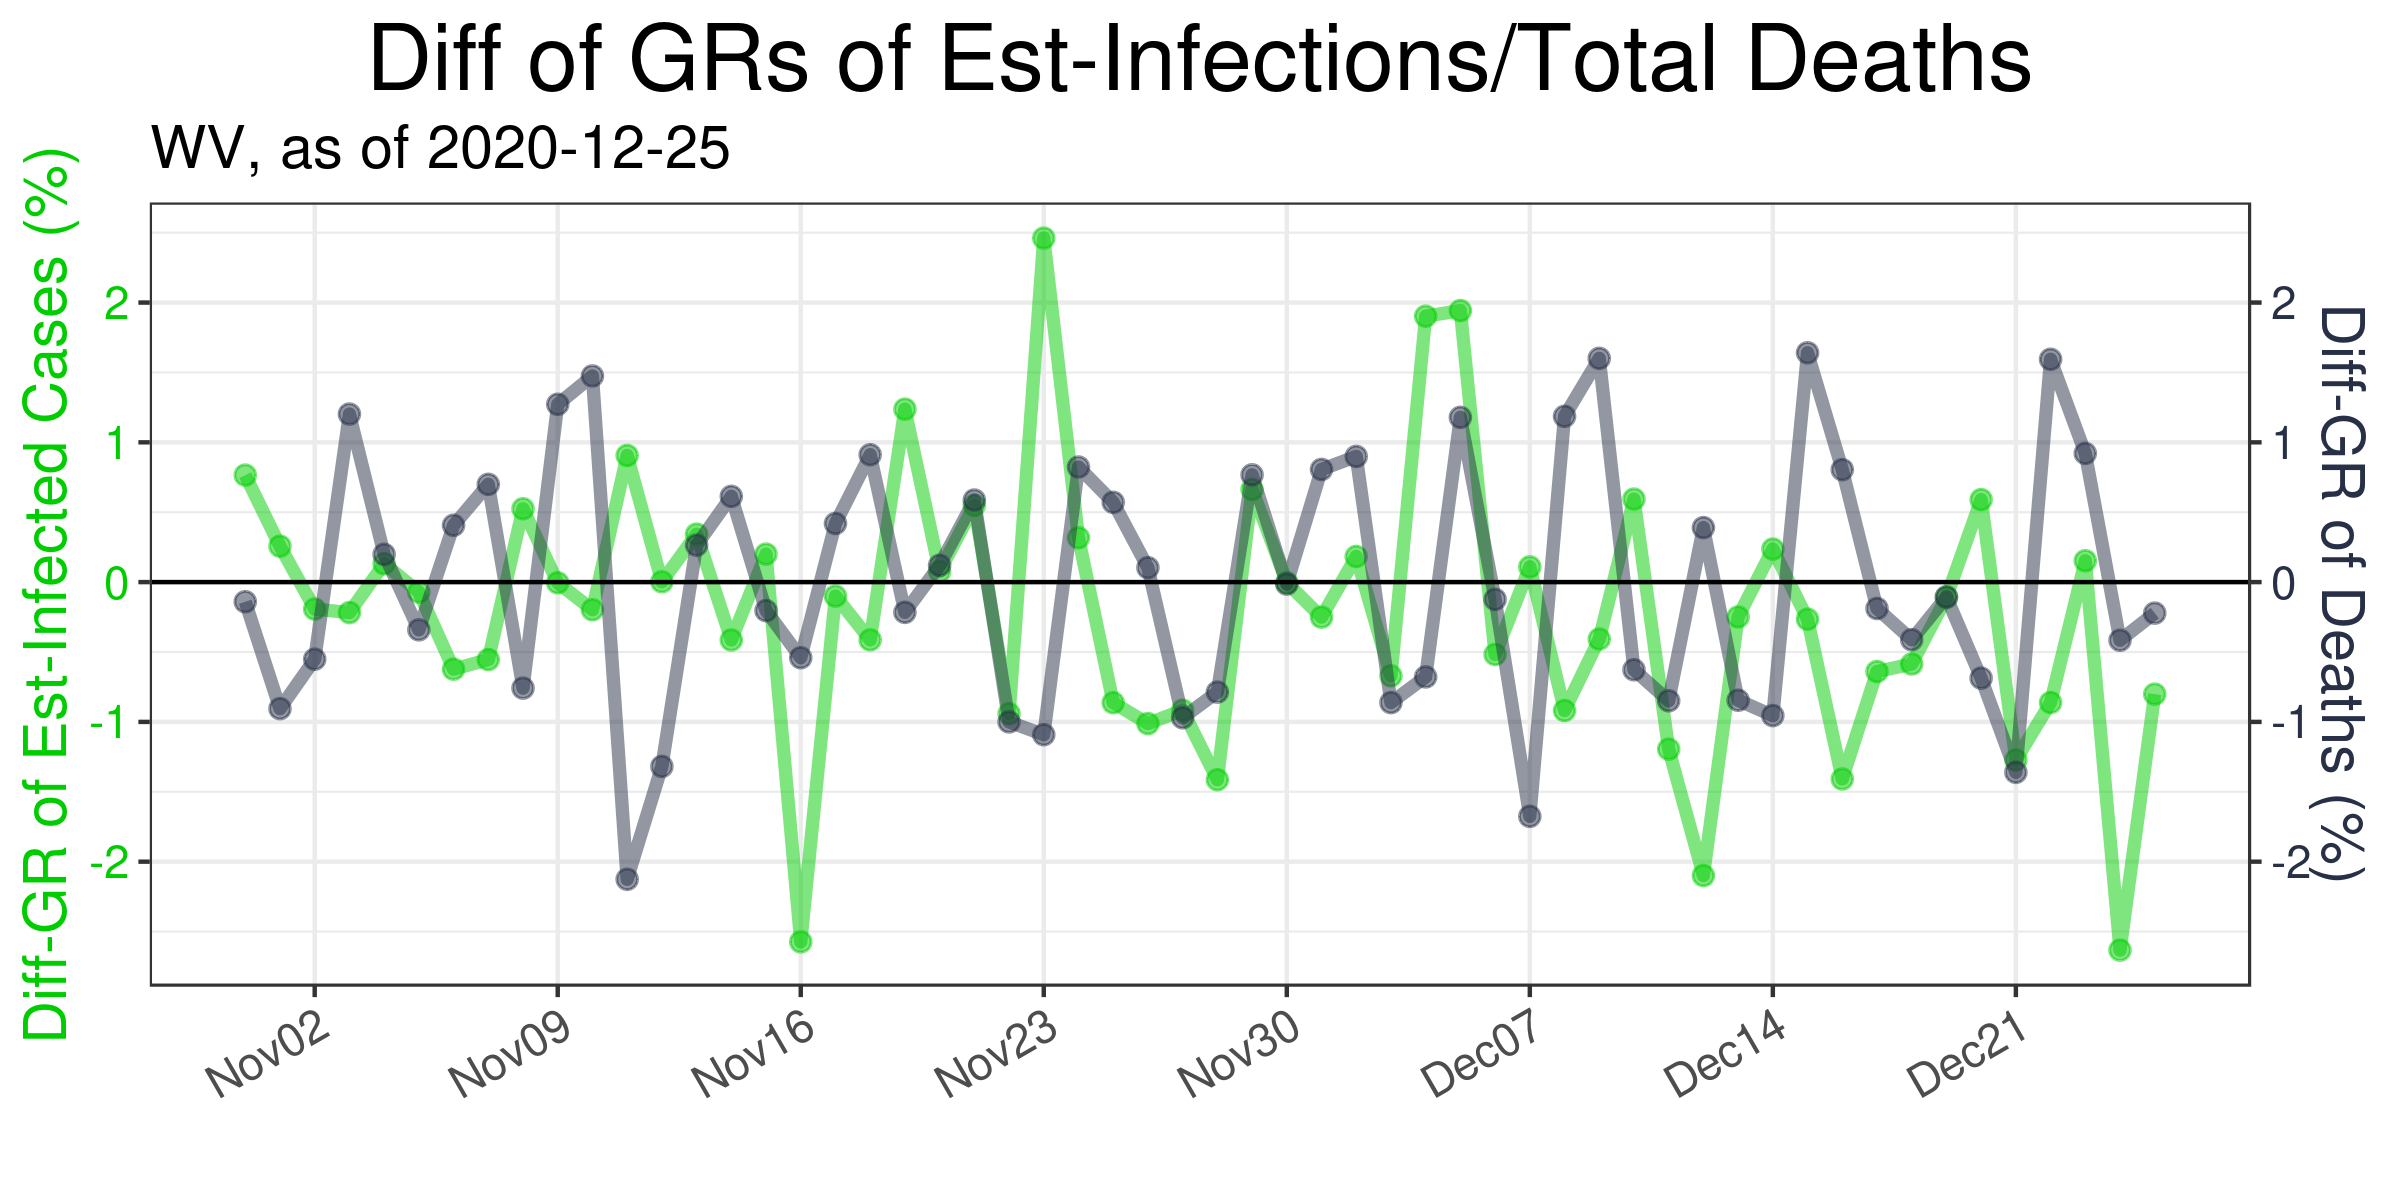 Diff of GRs of Est-Infections/Total Deaths
WV, as of 2020-12-25
Diff-GR of Est-Infected Cases (%)
2
1
0
-1
-2
2
1
0
-1
-2
Diff-GR of Deaths (%)
Nov02
Nov09
Nov16
Nov23
Nov30
Dec07
Dec14
Dec21